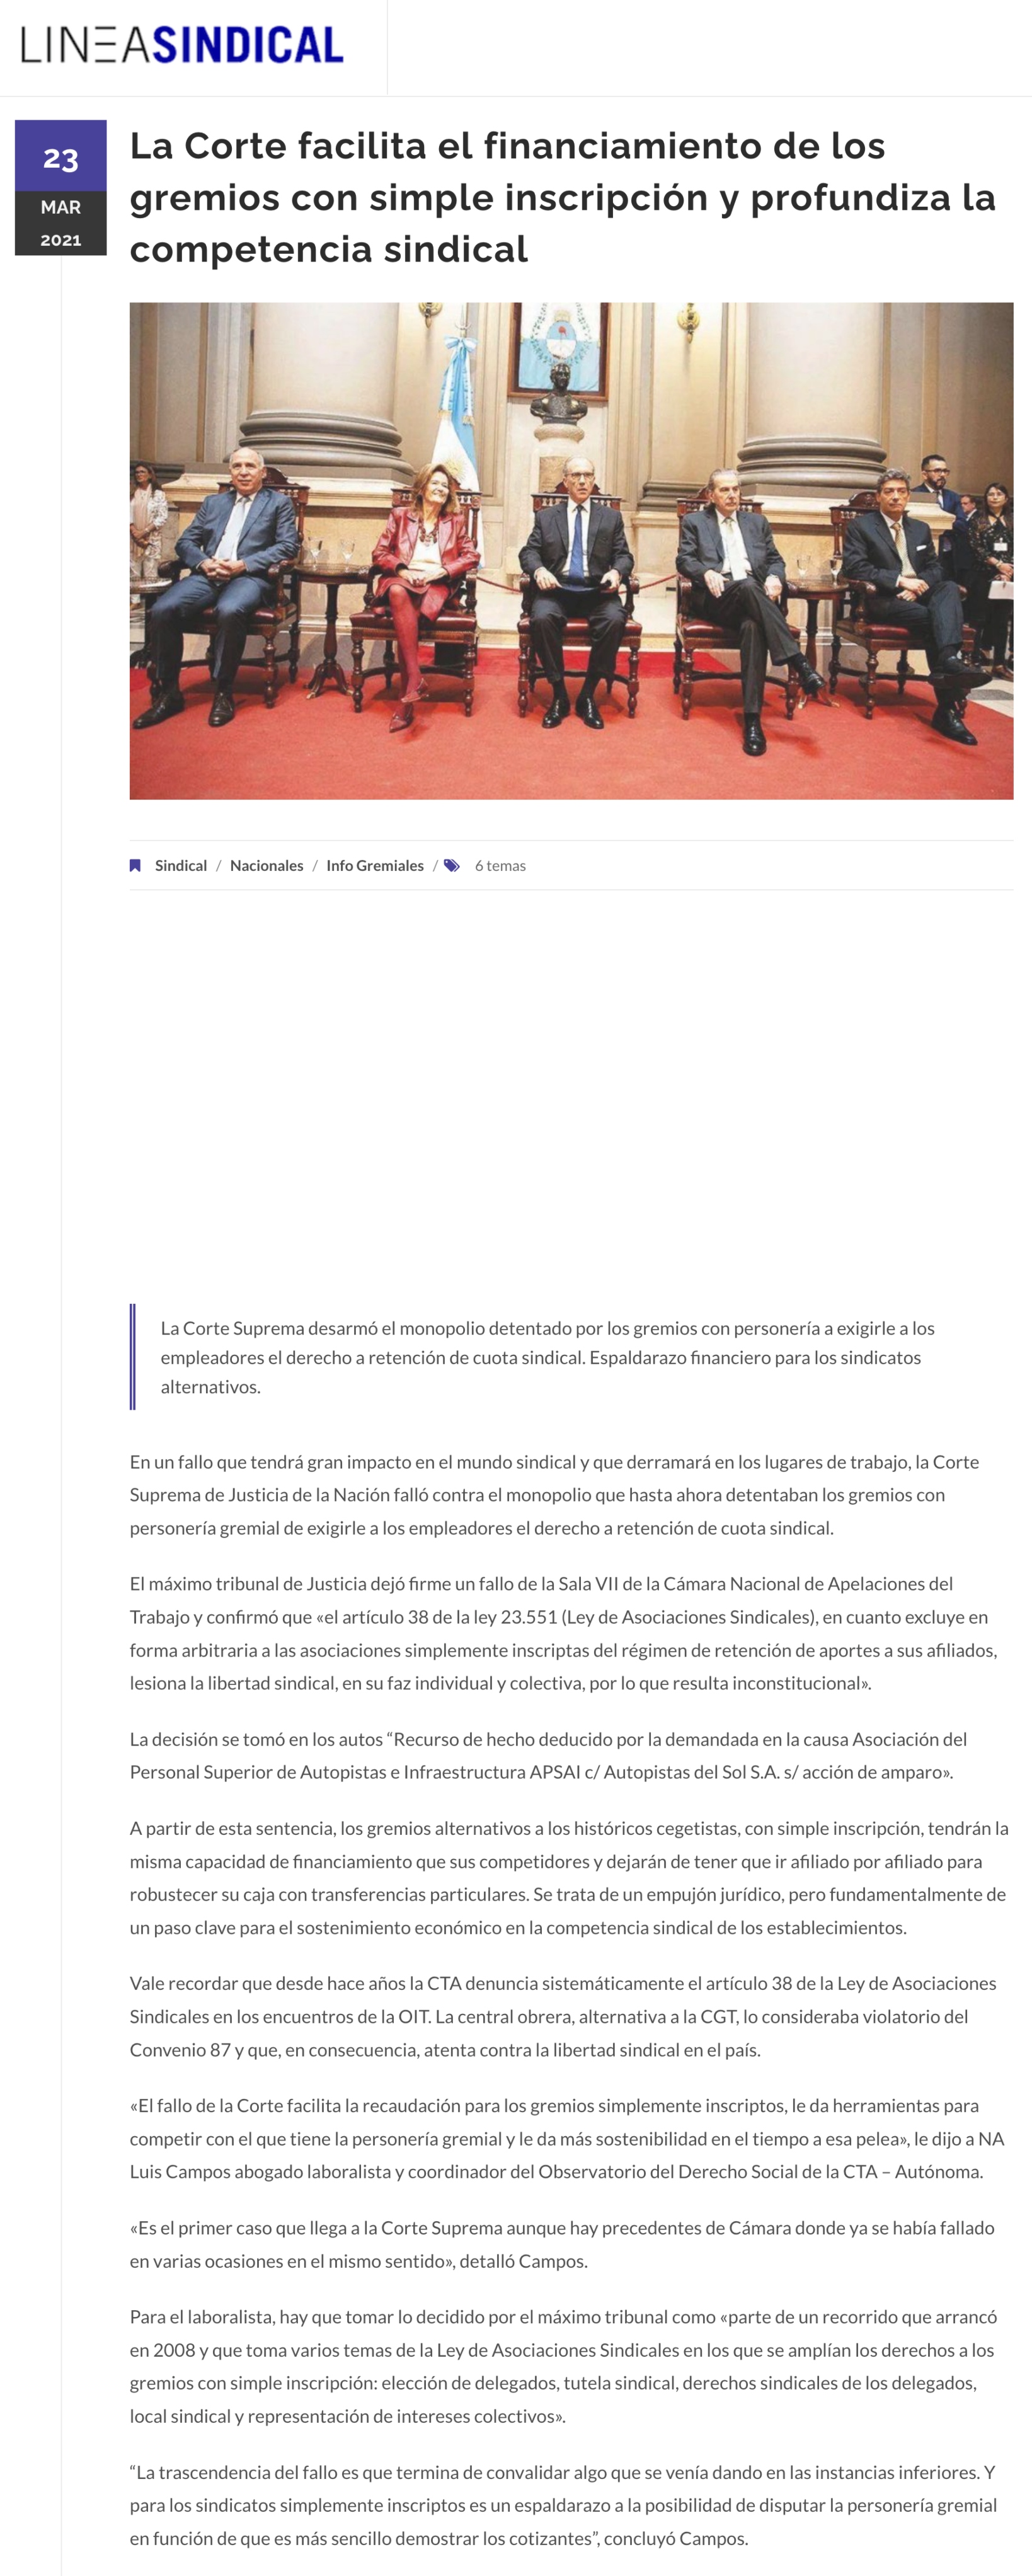 LINEASINDICAL
23
MAR
2021
La Corte facilita el financiamiento de los
gremios con simple inscripción y profundiza la
competencia sindical
Sindical / Nacionales / Info Gremiales / 6 temas
La Corte Suprema desarmó el monopolio detentado por los gremios con personería a exigirle a los
empleadores el derecho a retención de cuota sindical. Espaldarazo financiero para los sindicatos
alternativos.
En un fallo que tendrá gran impacto en el mundo sindical y que derramará en los lugares de trabajo, la Corte
Suprema de Justicia de la Nación falló contra el monopolio que hasta ahora detentaban los gremios con
personería gremial de exigirle a los empleadores el derecho a retención de cuota sindical.
El máximo tribunal de Justicia dejó firme un fallo de la Sala VII de la Cámara Nacional de Apelaciones del
Trabajo y confirmó que «el artículo 38 de la ley 23.551 (Ley de Asociaciones Sindicales), en cuanto excluye en
forma arbitraria a las asociaciones simplemente inscriptas del régimen de retención de aportes a sus afiliados,
lesiona la libertad sindical, en su faz individual y colectiva, por lo que resulta inconstitucional».
La decisión se tomó en los autos “Recurso de hecho deducido por la demandada en la causa Asociación del
Personal Superior de Autopistas e Infraestructura APSAI c/ Autopistas del Sol S.A. s/ acción de amparo».
A partir de esta sentencia, los gremios alternativos a los históricos cegetistas, con simple inscripción, tendrán la
misma capacidad de financiamiento que sus competidores y dejarán de tener que ir afiliado por afiliado para
robustecer su caja con transferencias particulares. Se trata de un empujón jurídico, pero fundamentalmente de
un paso clave para el sostenimiento económico en la competencia sindical de los establecimientos.
Vale recordar que desde hace años la CTA denuncia sistemáticamente el artículo 38 de la Ley de Asociaciones
Sindicales en los encuentros de la OIT. La central obrera, alternativa a la CGT, lo consideraba violatorio del
Convenio 87 y que, en consecuencia, atenta contra la libertad sindical en el país.
«El fallo de la Corte facilita la recaudación para los gremios simplemente inscriptos, le da herramientas para
competir con el que tiene la personería gremial y le da más sostenibilidad en el tiempo a esa pelea», le dijo a NA
Luis Campos abogado laboralista y coordinador del Observatorio del Derecho Social de la CTA – Autónoma.
«Es el primer caso que llega a la Corte Suprema aunque hay precedentes de Cámara donde ya se había fallado
en varias ocasiones en el mismo sentido», detalló Campos.
Para el laboralista, hay que tomar lo decidido por el máximo tribunal como «parte de un recorrido que arrancó
en 2008 y que toma varios temas de la Ley de Asociaciones Sindicales en los que se amplían los derechos a los
gremios con simple inscripción: elección de delegados, tutela sindical, derechos sindicales de los delegados,
local sindical y representación de intereses colectivos».
“La trascendencia del fallo es que termina de convalidar algo que se venía dando en las instancias inferiores. Y
para los sindicatos simplemente inscriptos es un espaldarazo a la posibilidad de disputar la personería gremial
en función de que es más sencillo demostrar los cotizantes”, concluyó Campos.